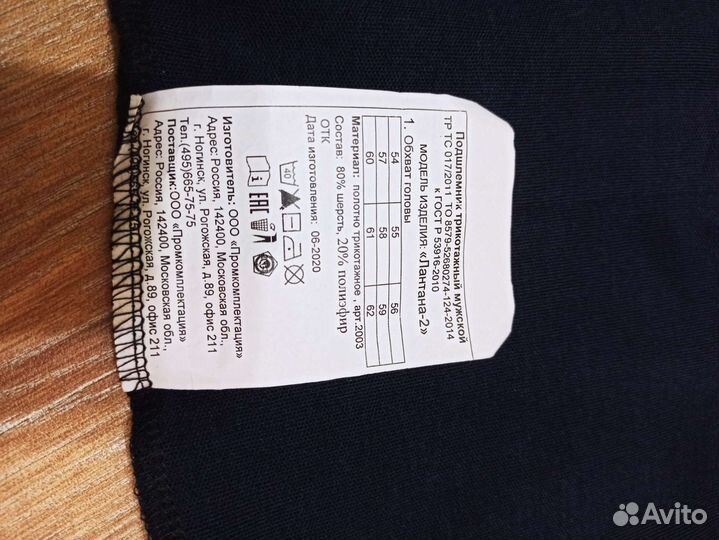 Подшлемник трикотажный мужской
ТР ТС 017/2011 ТО 8579-52680274-124-2014
к ГОСТ Р 53916-2010
МОДЕЛЬ ИЗДЕЛИЯ: «Лантана-2»
1. Обхват головы
54 55 56
57 58 59
60 61 62
Материал: полотно трикотажное, арт.2003
Состав: 80% шерсть, 20% полиэфир
ОТК
Дата изготовления: 06-2020
40
EAC
Изготовитель: ООО «Промкомплектация»
Адрес: Россия, 142400, Московская обл.,
г. Ногинск, ул. Рогожская, д.89, офис 211
Тел.(495)665-75-75
Поставщик:ООО «Промкомплектация»
Адрес: Россия, 142400, Московская обл.,
г. Ногинск, ул. Рогожская, д.89, офис 211
Avito